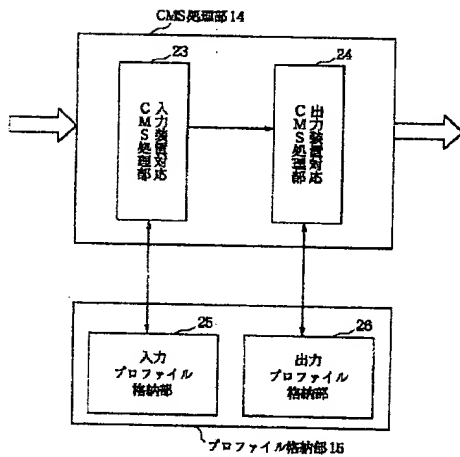 CMS処理部14
23
入力装置対応
CMS処理部
24
出力装置対応
CMS処理部
25
入力
プロファイル
格納部
26
出力
プロファイル
格納部
プロファイル格納部15